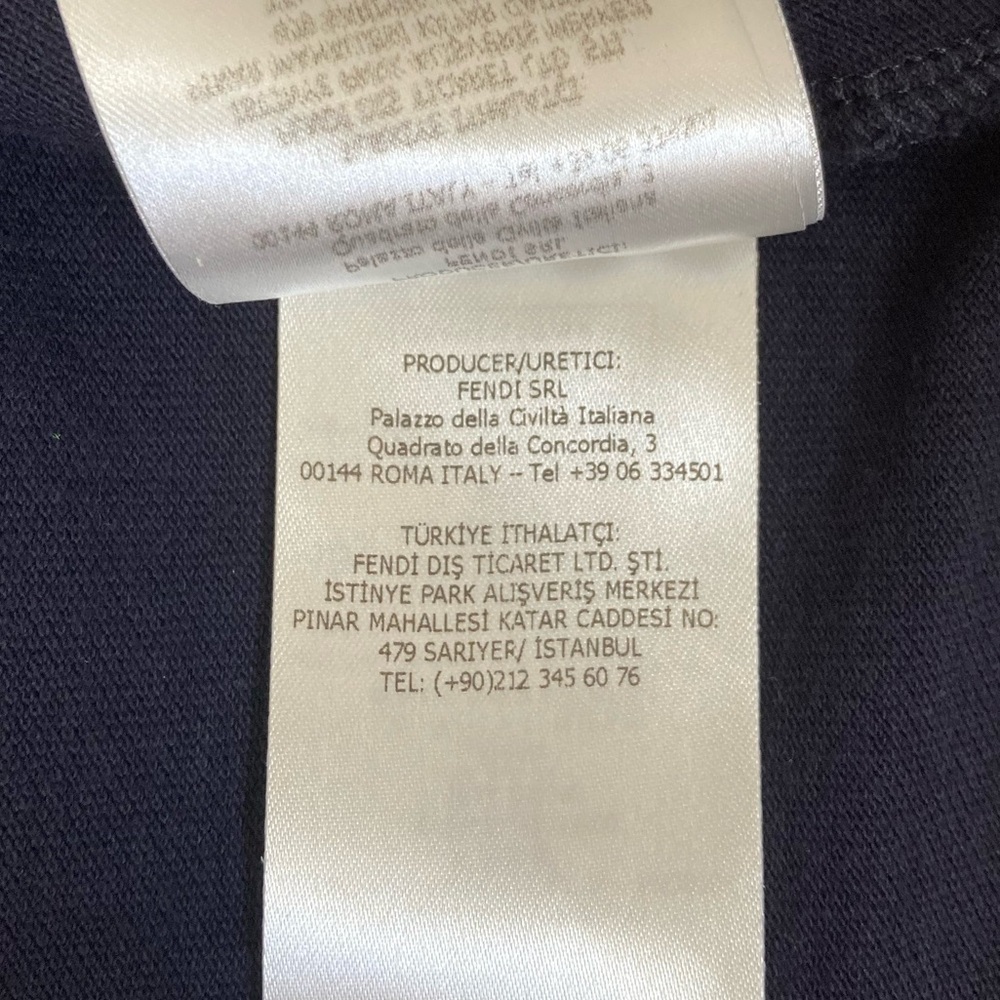 PRODUCER/URETICI:
FENDI SRL
Palazzo della Civiltà Italiana
Quadrato della Concordia, 3
00144 ROMA ITALY – Tel +39 06 334501
TÜRKİYE İTHALATÇI:
FENDİ DIŞ TİCARET LTD. ŞTİ.
İSTİNYE PARK ALIŞVERİŞ MERKEZİ
PINAR MAHALLESİ KATAR CADDESİ NO:
479 SARIYER/ İSTANBUL
TEL: (+90)212 345 60 76